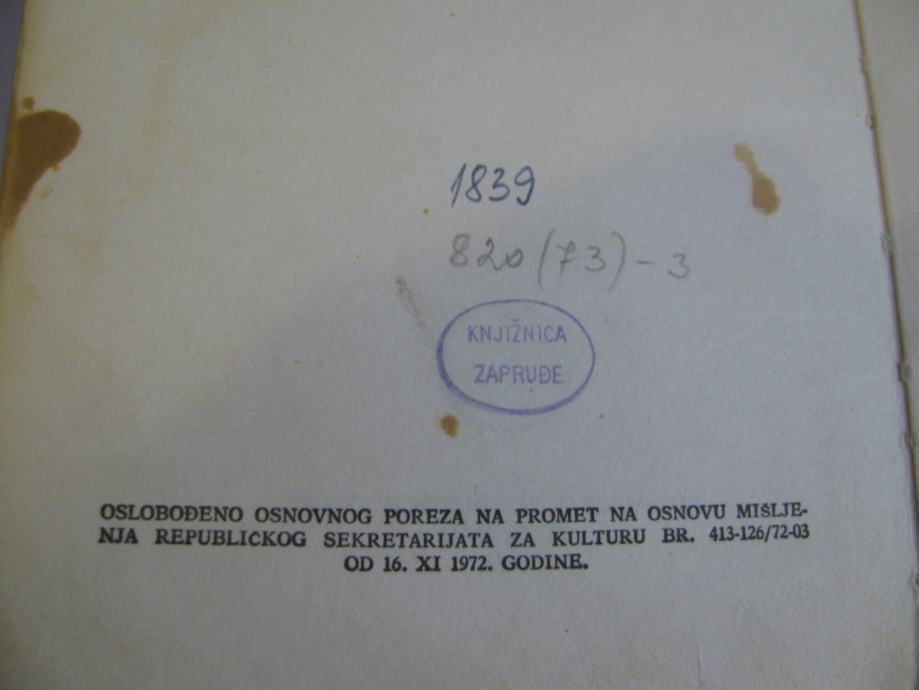 1839
820 (73) - 3
KNJIŽNICA
ZAPRUĐE
OSLOBOĐENO OSNOVNOG POREZA NA PROMET NA OSNOVU MIŠLJE-
NJA REPUBLIČKOG SEKRETARIJATA ZA KULTURU BR. 413-126/72-03
OD 16. XI 1972. GODINE.